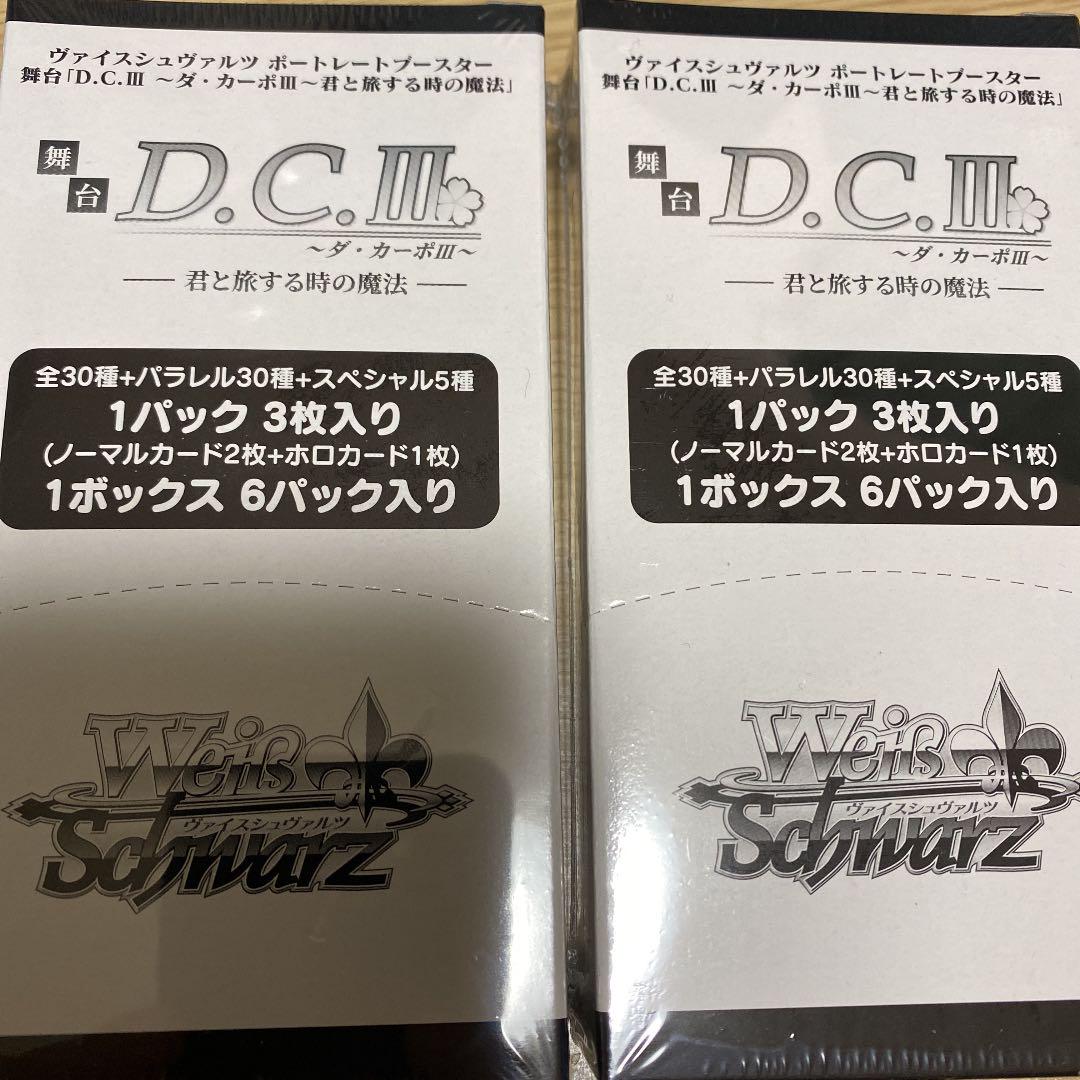 ヴァイスシュヴァルツ ポートレートブースター
舞台「D.C.Ⅲ ～ダ・カーポⅢ～君と旅する時の魔法」
舞台
D.C.Ⅲ
～ダ・カーポⅢ～
君と旅する時の魔法
全30種+パラレル30種+スペシャル5種
1パック 3枚入り
(ノーマルカード2枚+ホロカード1枚)
1ボックス 6パック入り
Weiß
ヴァイスシュヴァルツ
Schwarz
ヴァイスシュヴァルツ ポートレートブースター
舞台「D.C.Ⅲ ～ダ・カーポⅢ～君と旅する時の魔法」
舞台
D.C.Ⅲ
～ダ・カーポⅢ～
君と旅する時の魔法
全30種+パラレル30種+スペシャル5種
1パック 3枚入り
(ノーマルカード2枚+ホロカード1枚)
1ボックス 6パック入り
Weiß
ヴァイスシュヴァルツ
Schwarz